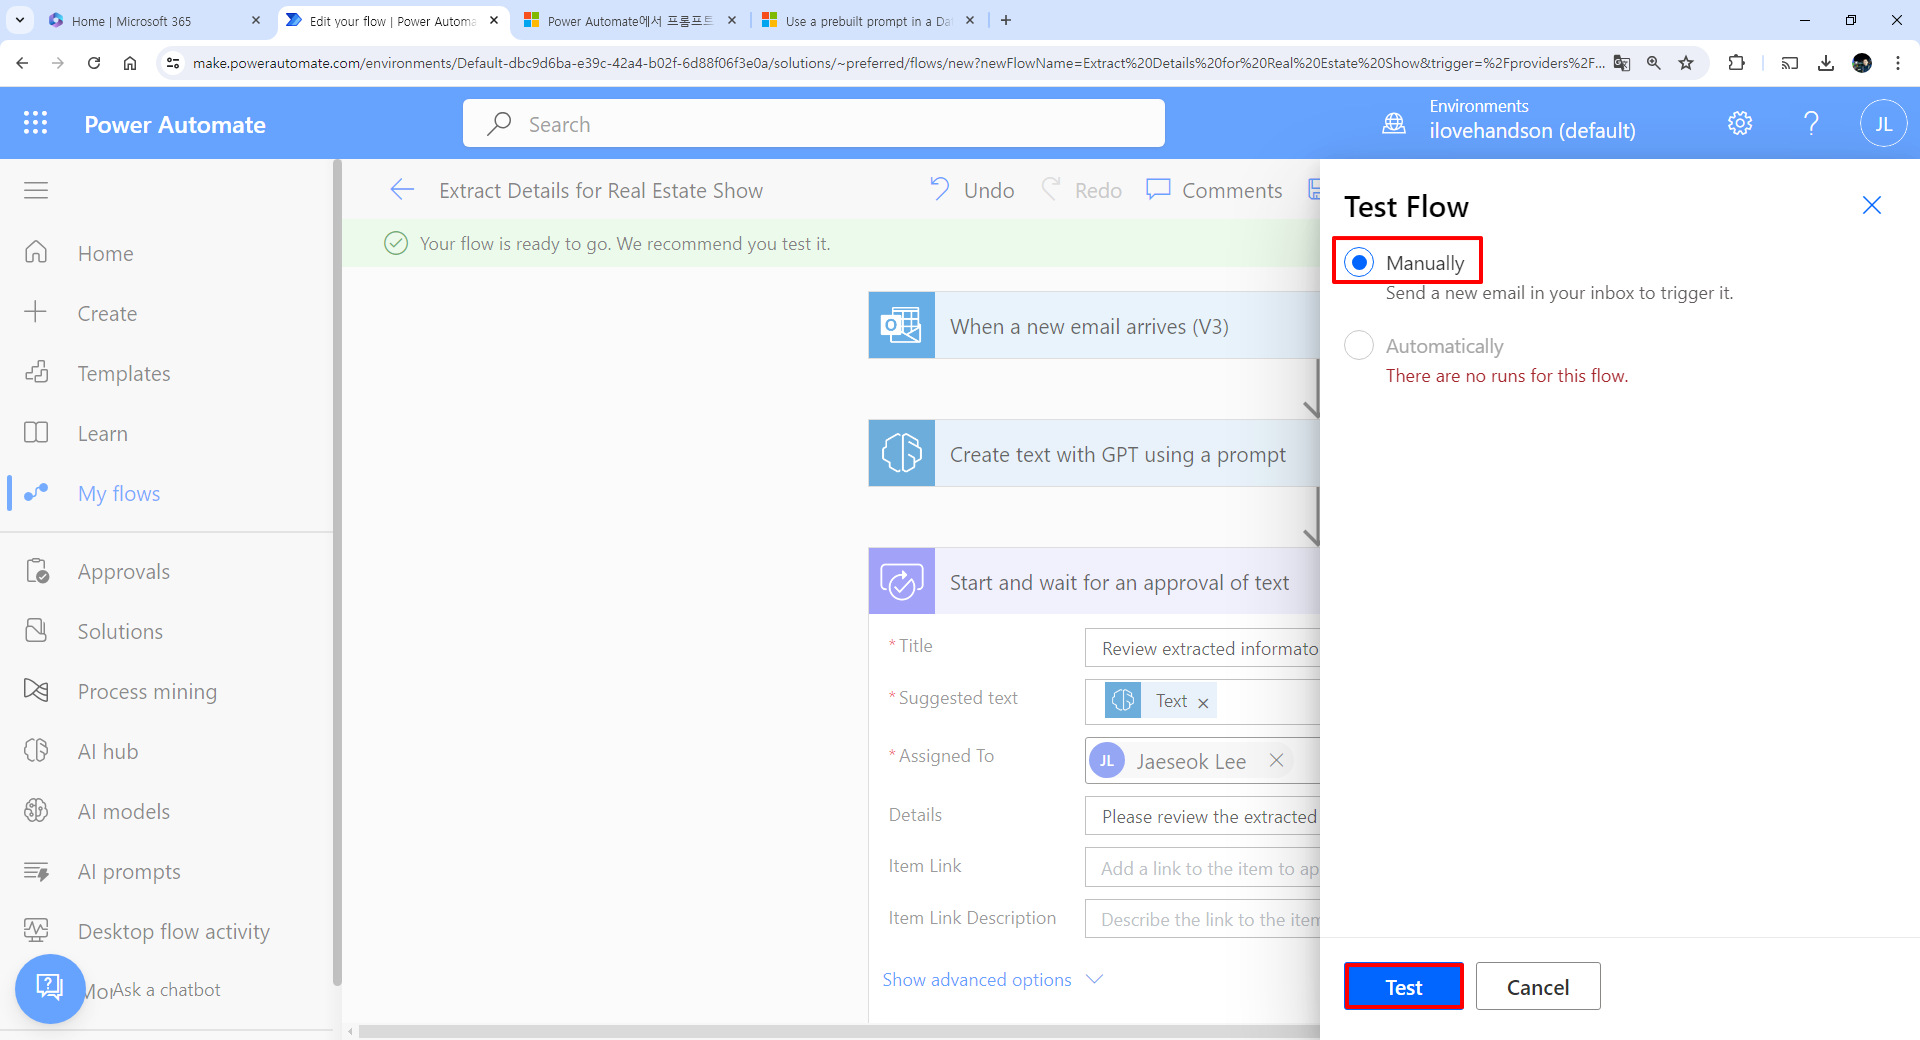 Home | Microsoft 365
Edit your flow | Power Automa
Power Automate에서 프롬프트
Use a prebuilt prompt in a Da
make.powerautomate.com/environments/Default-dbc9d6ba-e39c-42a4-b02f-6d88f06f3e0a/solutions/~preferred/flows/new?newFlowName=Extract%20Details%20for%20Real%20Estate%20Show&trigger=%2Fproviders%2F...
Power Automate
Search
Environments
ilovehandson (default)
JL
Home
Create
Templates
Learn
My flows
Approvals
Solutions
Process mining
AI hub
AI models
AI prompts
Desktop flow activity
Mor
Ask a chatbot
Extract Details for Real Estate Show
Undo
Redo
Comments
Your flow is ready to go. We recommend you test it.
When a new email arrives (V3)
Create text with GPT using a prompt
Start and wait for an approval of text
* Title
Review extracted informato
* Suggested text
Text
* Assigned To
JL Jaeseok Lee
Details
Please review the extracted
Item Link
Add a link to the item to ap
Item Link Description
Describe the link to the item
Show advanced options
Test Flow
Manually
Send a new email in your inbox to trigger it.
Automatically
There are no runs for this flow.
Test
Cancel